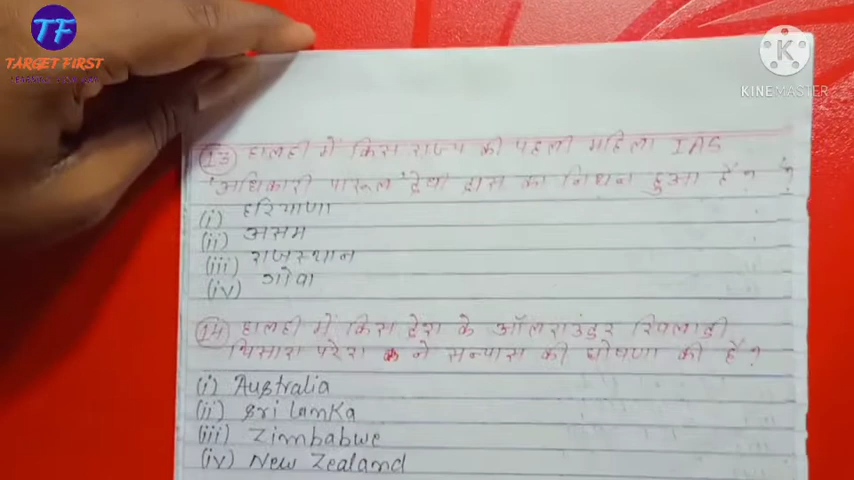 TF
TARGET FIRST
K
KINEMASTER
(13) हालही में किस राज्य की पहली महिला IAS
'अधिकारी पारूल' देवी दास का निधन हुआ हैं ?
(i) हरियाणा
(ii) असम
(iii) राजस्थान
(iv) गोवा
(14) हालही में किस देश के ऑलराउंडर खिलाडी
थिसारा परेरा ने सन्यास की घोषणा की हैं ?
(i) Australia
(ii) Sri lanka
(iii) Zimbabwe
(iv) New Zealand